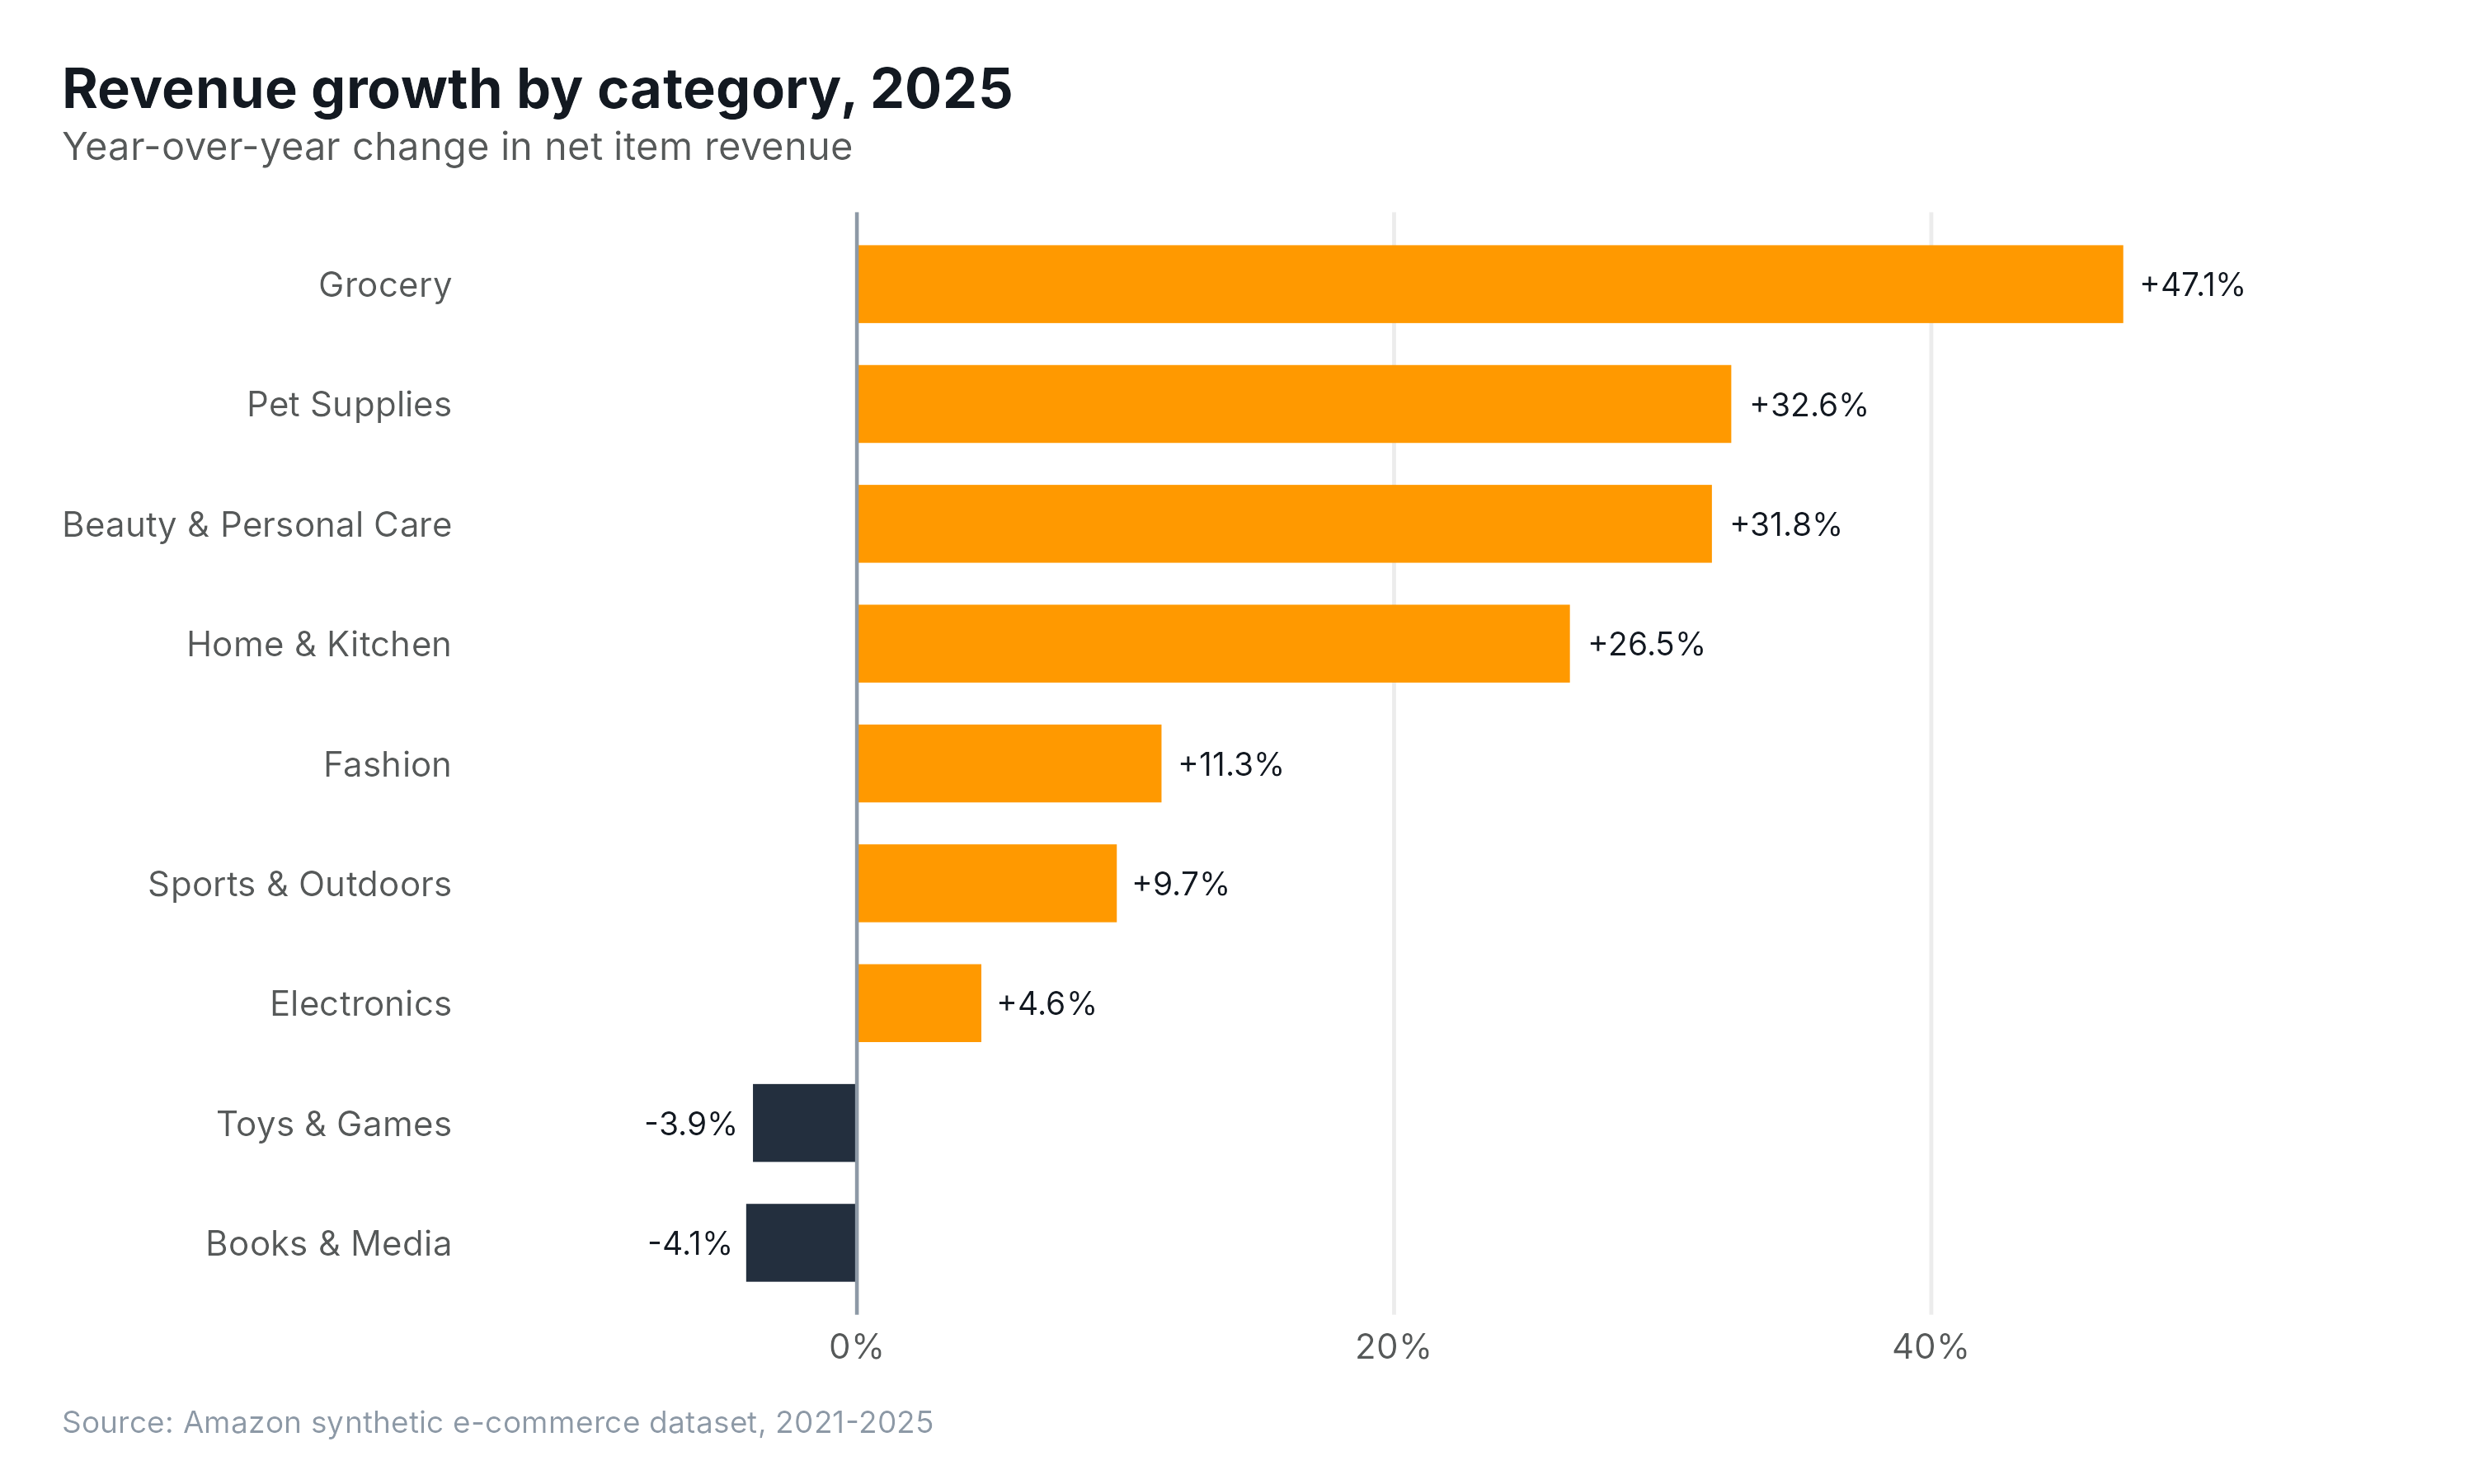 Revenue growth by category, 2025
Year-over-year change in net item revenue
Grocery +47.1%
Pet Supplies +32.6%
Beauty & Personal Care +31.8%
Home & Kitchen +26.5%
Fashion +11.3%
Sports & Outdoors +9.7%
Electronics +4.6%
Toys & Games -3.9%
Books & Media -4.1%
0% 20% 40%
Source: Amazon synthetic e-commerce dataset, 2021-2025